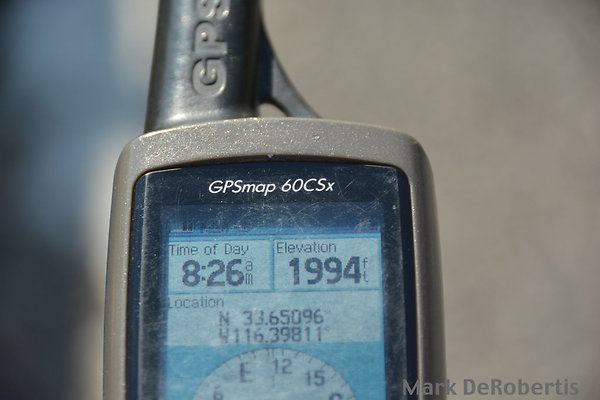 GPS
GPSmap 60CSx
Time of Day
Elevation
8:26 am
1994 ft
Location
N 33.65096°
W116.39811°
E 12 15
6
Mark DeRobertis